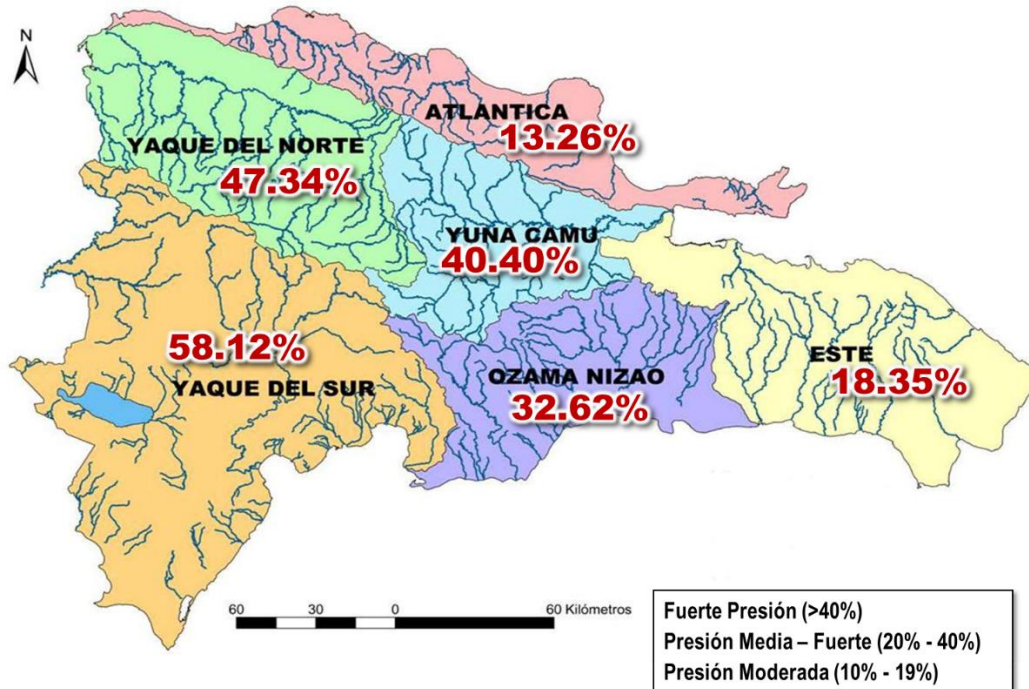 N
ATLANTICA
13.26%
YAQUE DEL NORTE
47.34%
YUNA CAMU
40.40%
58.12%
YAQUE DEL SUR
OZAMA NIZAO
32.62%
ESTE
18.35%
60 30 0 60 Kilómetros
Fuerte Presión (>40%)
Presión Media – Fuerte (20% - 40%)
Presión Moderada (10% - 19%)